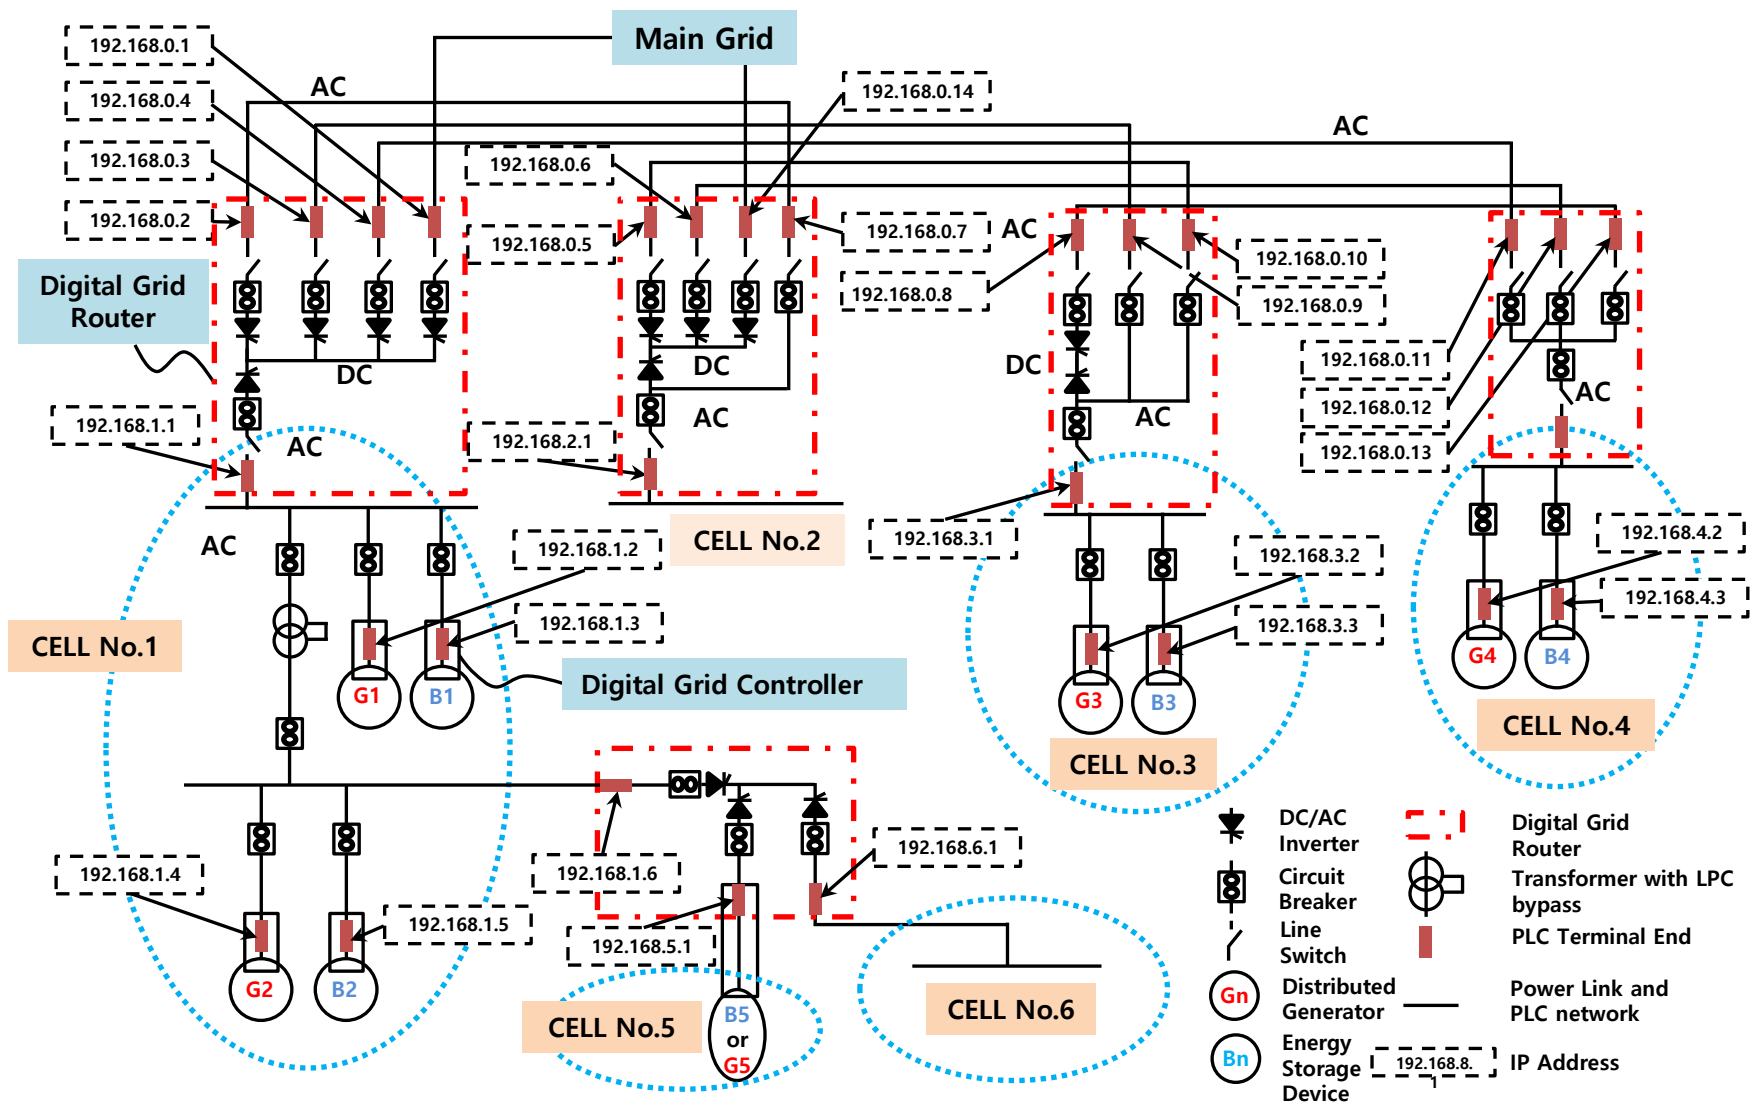 192.168.0.1
Main Grid
AC
192.168.0.4
192.168.0.14
AC
192.168.0.3
192.168.0.6
192.168.0.2
192.168.0.5
192.168.0.7
AC
192.168.0.10
192.168.0.8
192.168.0.9
Digital Grid
Router
DC
DC
DC
192.168.0.11
192.168.0.12
AC
192.168.0.13
192.168.1.1
AC
192.168.2.1
AC
AC
AC
192.168.1.2
CELL No.2
192.168.3.1
192.168.3.2
192.168.4.2
192.168.1.3
192.168.3.3
192.168.4.3
CELL No.1
G1
B1
Digital Grid Controller
G3
B3
G4
B4
CELL No.4
CELL No.3
192.168.1.4
192.168.1.5
192.168.1.6
192.168.6.1
192.168.5.1
G2
B2
CELL No.5
B5
or
G5
CELL No.6
DC/AC
Inverter
Circuit
Breaker
Line
Switch
Gn
Distributed
Generator
Bn
Energy
Storage
Device
Digital Grid
Router
Transformer with LPC
bypass
PLC Terminal End
Power Link and
PLC network
192.168.8.
1
IP Address